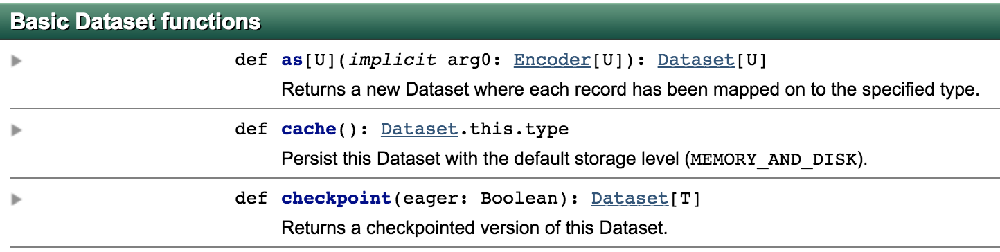 Basic Dataset functions
def as[U](implicit arg0: Encoder[U]): Dataset[U]
Returns a new Dataset where each record has been mapped on to the specified type.
def cache(): Dataset.this.type
Persist this Dataset with the default storage level (MEMORY_AND_DISK).
def checkpoint(eager: Boolean): Dataset[T]
Returns a checkpointed version of this Dataset.